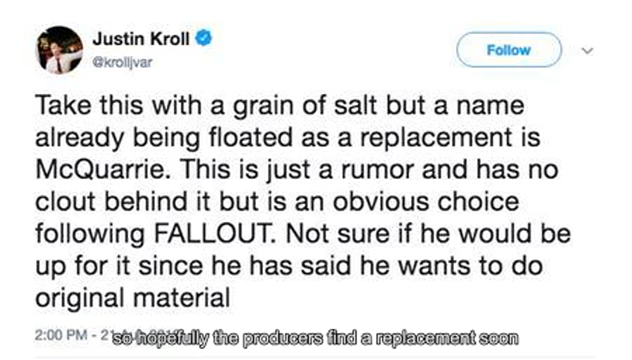 Justin Kroll
@krolljvar
Follow
Take this with a grain of salt but a name
already being floated as a replacement is
McQuarrie. This is just a rumor and has no
clout behind it but is an obvious choice
following FALLOUT. Not sure if he would be
up for it since he has said he wants to do
original material
2:00 PM - 21
so hopefully the producers find a replacement soon